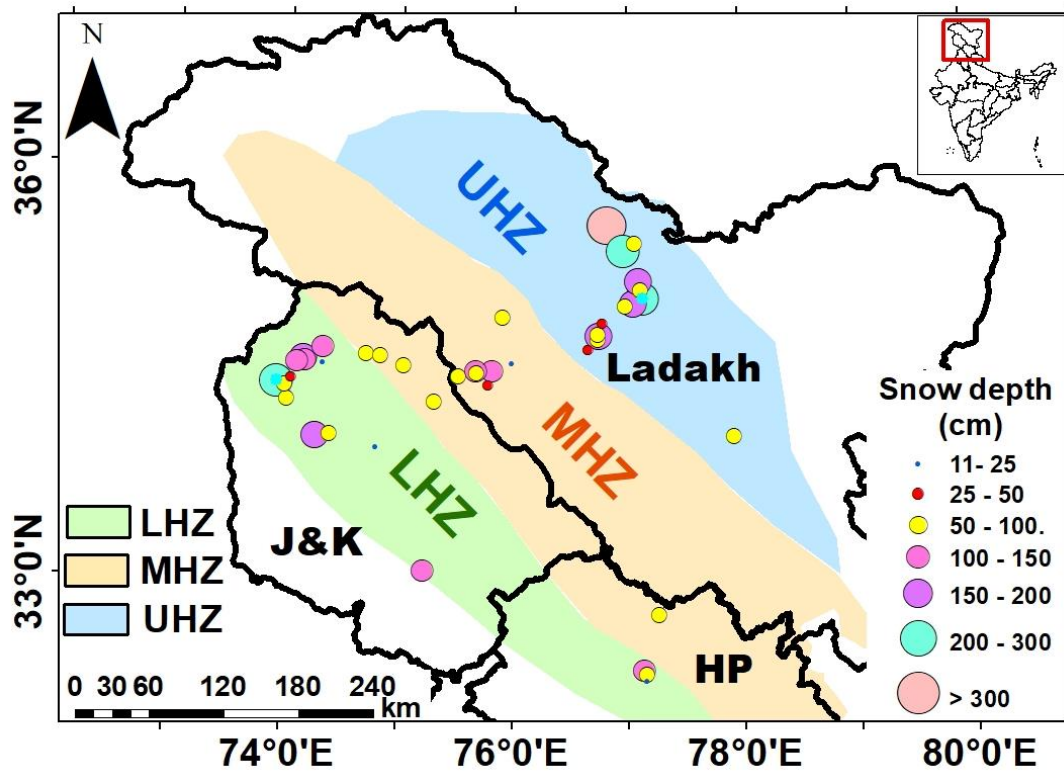 N
36°0'N
33°0'N
UHZ
Ladakh
MHZ
LHZ
J&K
HP
LHZ
MHZ
UHZ
0 30 60 120 180 240
km
Snow depth
(cm)
11- 25
25 - 50
50 - 100.
100 - 150
150 - 200
200 - 300
> 300
74°0'E 76°0'E 78°0'E 80°0'E